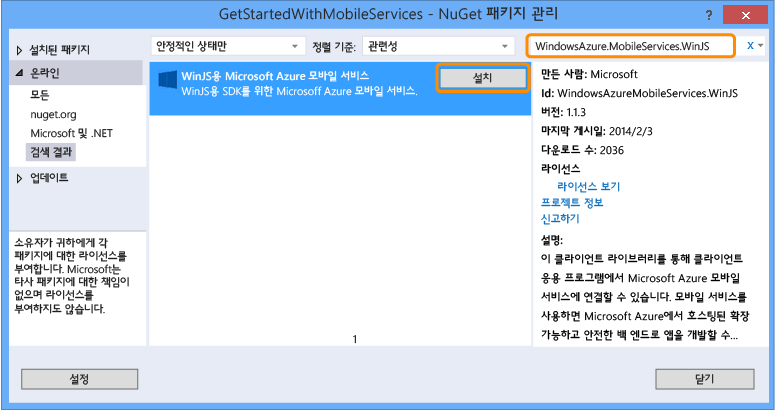 GetStartedWithMobileServices - NuGet 패키지 관리
?
설치된 패키지
온라인
모든
nuget.org
Microsoft 및 .NET
검색 결과
업데이트
소유자가 귀하에게 각
패키지에 대한 라이선스를
부여합니다. Microsoft는
타사 패키지에 대한 책임이
없으며 라이선스를
부여하지도 않습니다.
설정
안정적인 상태만
정렬 기준: 관련성
WinJS용 Microsoft Azure 모바일 서비스
WinJS용 SDK를 위한 Microsoff Azure 모바일 서비스.
설치
1
WindowsAzure.MobileServices.WinJS
x
만든 사람: Microsoft
Id: WindowsAzureMobileServices.WinJS
버전: 1.1.3
마지막 게시일: 2014/2/3
다운로드 수: 2036
라이선스
라이선스 보기
프로젝트 정보
신고하기
설명:
이 클라이언트 라이브러리를 통해 클라이언트
응용 프로그램에서 Microsoft Azure 모바일
서비스에 연결할 수 있습니다. 모바일 서비스를
사용하면 Microsoft Azure에서 호스팅된 확장
가능하고 안전한 백 엔드로 앱을 개발할 수...
닫기